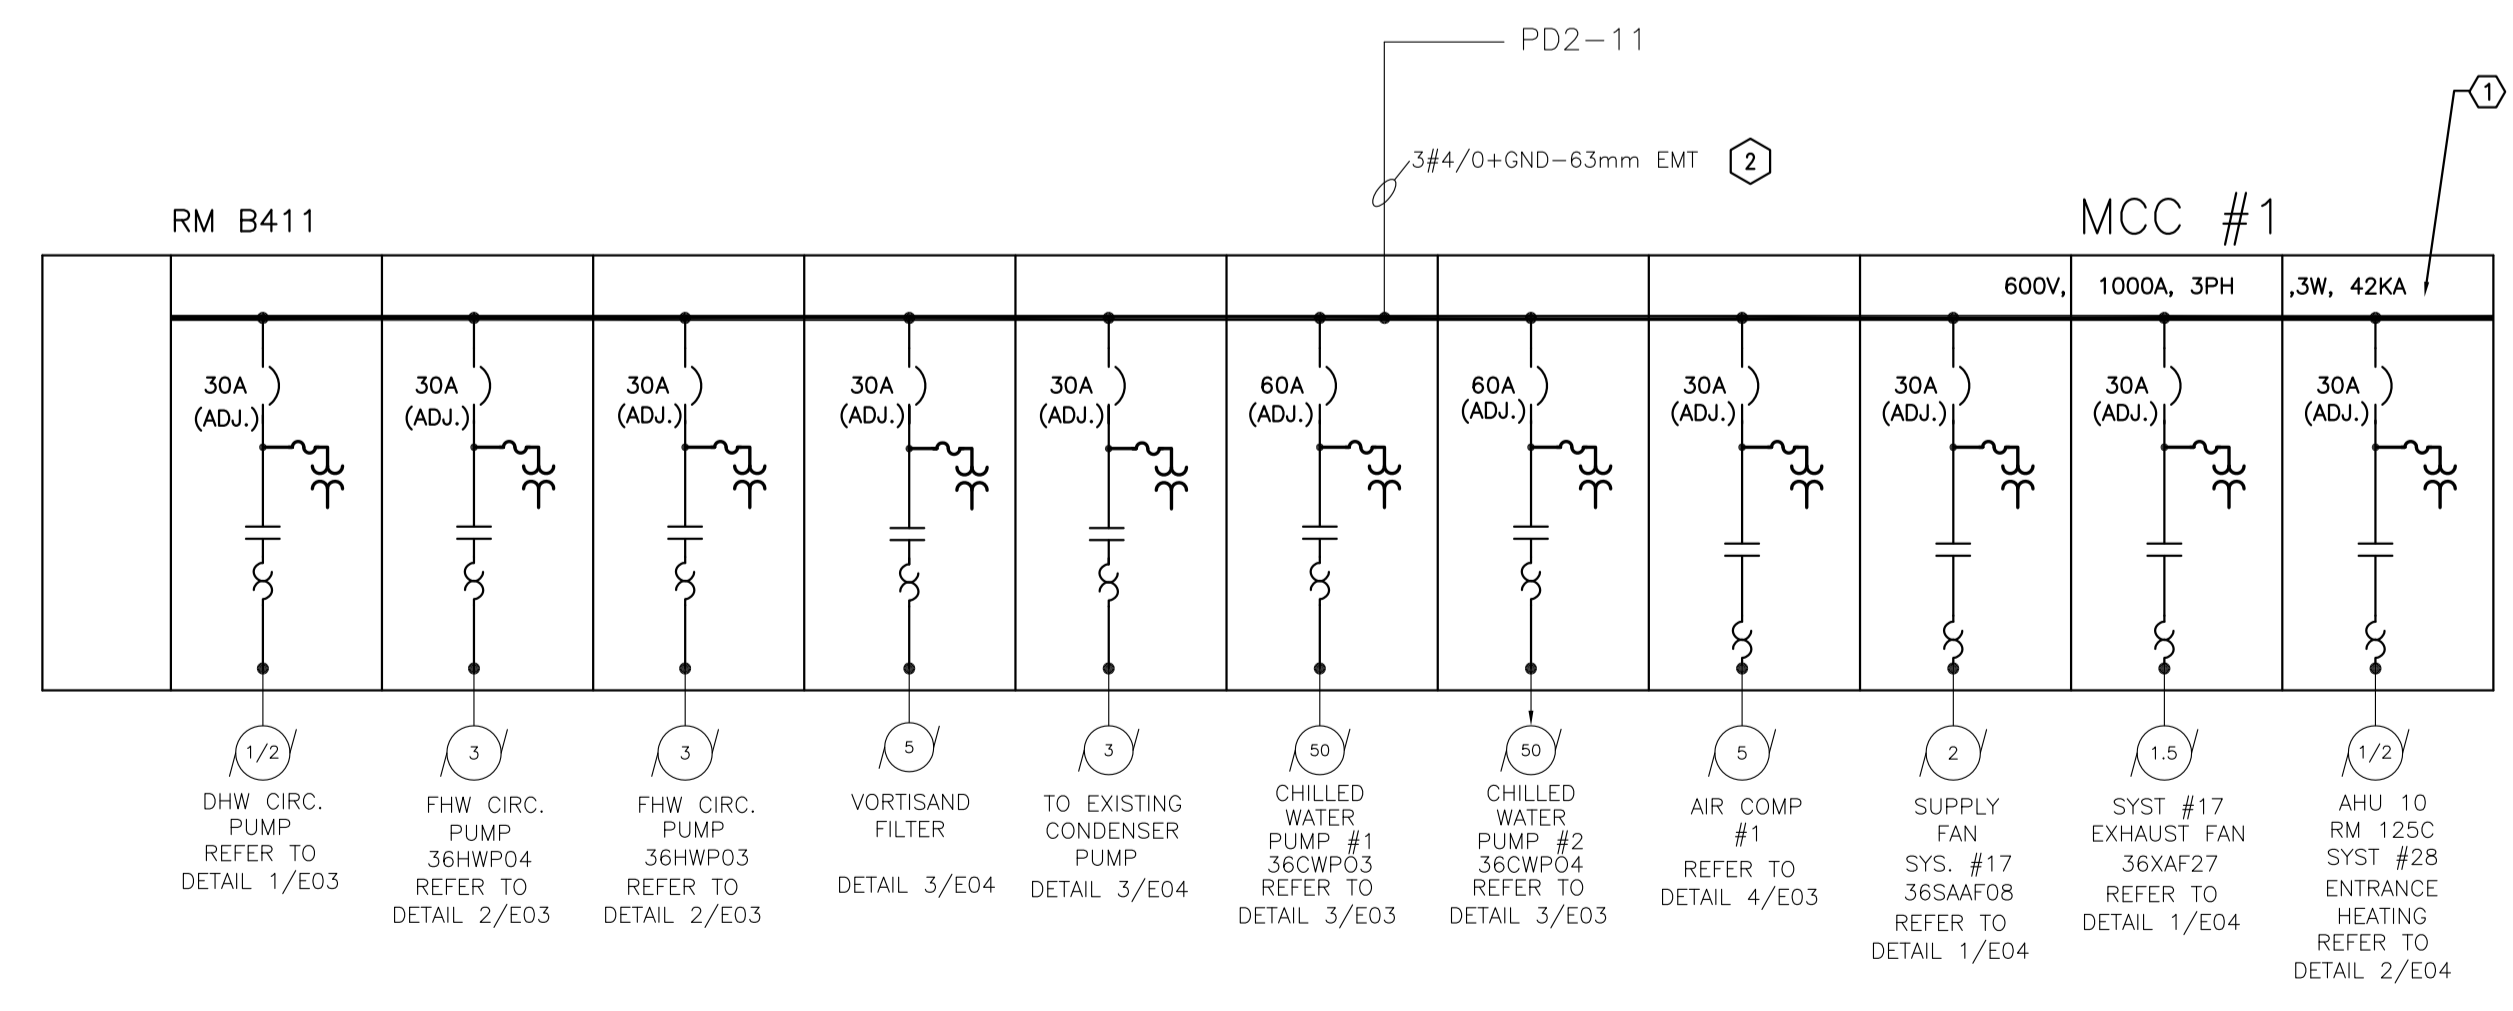 PD2-11
1
3#4/0+GND-63mm EMT
2
RM B411
MCC #1
600V, 1000A, 3PH ,3W, 42KA
30A
(ADJ.)
30A
(ADJ.)
30A
(ADJ.)
30A
(ADJ.)
30A
(ADJ.)
60A
(ADJ.)
60A
(ADJ.)
30A
(ADJ.)
30A
(ADJ.)
30A
(ADJ.)
30A
(ADJ.)
1/2
DHW CIRC.
PUMP
REFER TO
DETAIL 1/E03
3
FHW CIRC.
PUMP
36HWP04
REFER TO
DETAIL 2/E03
3
FHW CIRC.
PUMP
36HWP03
REFER TO
DETAIL 2/E03
5
VORTISAND
FILTER
DETAIL 3/E04
3
TO EXISTING
CONDENSER
PUMP
DETAIL 3/E04
50
CHILLED
WATER
PUMP #1
36CWP03
REFER TO
DETAIL 3/E03
50
CHILLED
WATER
PUMP #2
36CWP04
REFER TO
DETAIL 3/E03
5
AIR COMP
#1
REFER TO
DETAIL 4/E03
2
SUPPLY
FAN
SYS. #17
36SAAF08
REFER TO
DETAIL 1/E04
1.5
SYST #17
EXHAUST FAN
36XAF27
REFER TO
DETAIL 1/E04
1/2
AHU 10
RM 125C
SYST #28
ENTRANCE
HEATING
REFER TO
DETAIL 2/E04